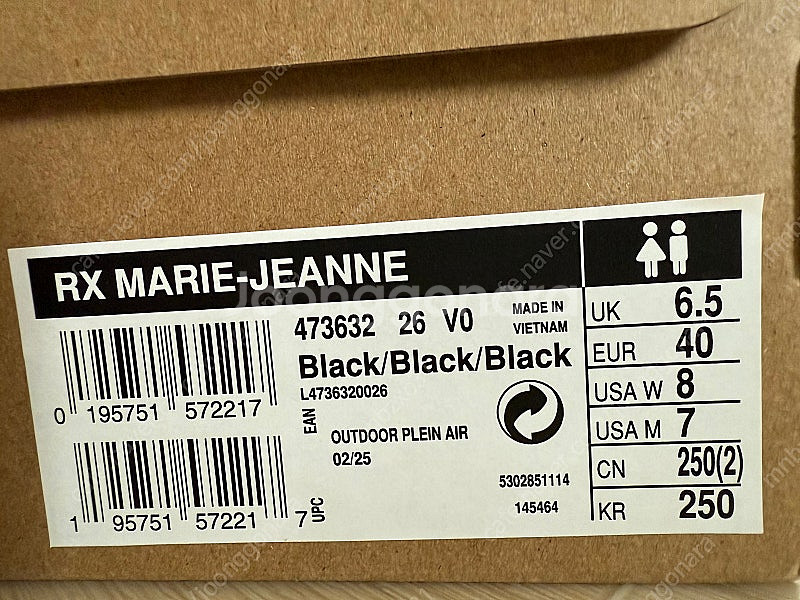 RX MARIE-JEANNE
473632 26 V0
MADE IN
VIETNAM
Black/Black/Black
L4736320026
EAN
0 195751 572217
OUTDOOR PLEIN AIR
02/25
5302851114
145464
1 95751 57221 7
UPC
UK 6.5
EUR 40
USA W 8
USA M 7
CN 250(2)
KR 250
joonggonara